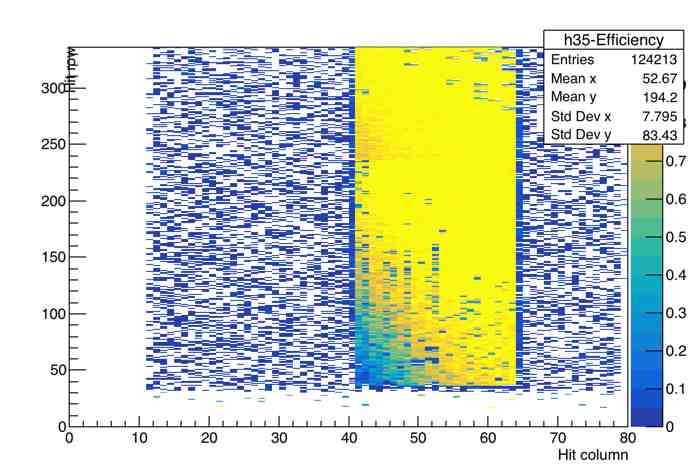 h35-Efficiency
Entries 124213
Mean x 52.67
Mean y 194.2
Std Dev x 7.795
Std Dev y 83.43
Hit row
300
250
200
150
100
50
0
0 10 20 30 40 50 60 70 80
Hit column
0.7
0.6
0.5
0.4
0.3
0.2
0.1
0